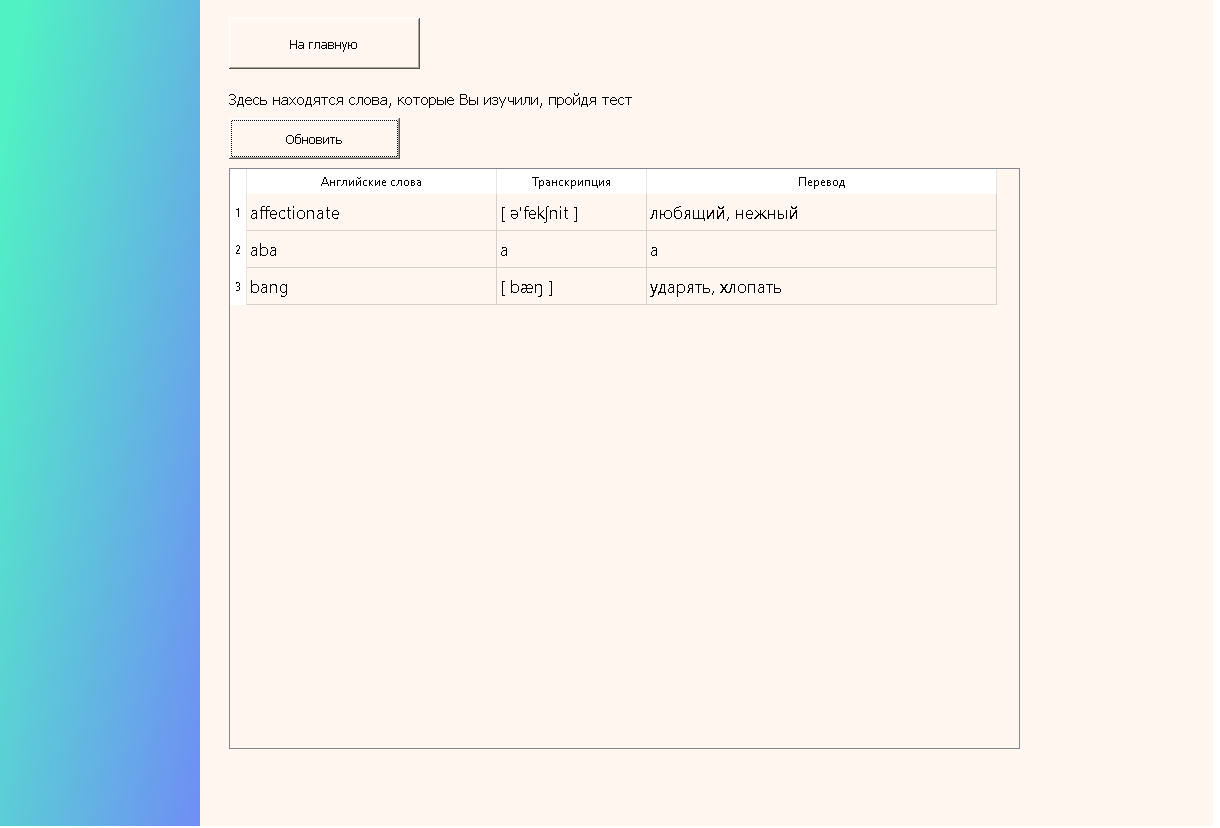 На главную
Здесь находятся слова, которые Вы изучили, пройдя тест
Обновить
Английские слова Транскрипция Перевод
1 affectionate [ ə'fekʃnit ] любящий, нежный
2 aba a a
3 bang [ bæŋ ] ударять, хлопать